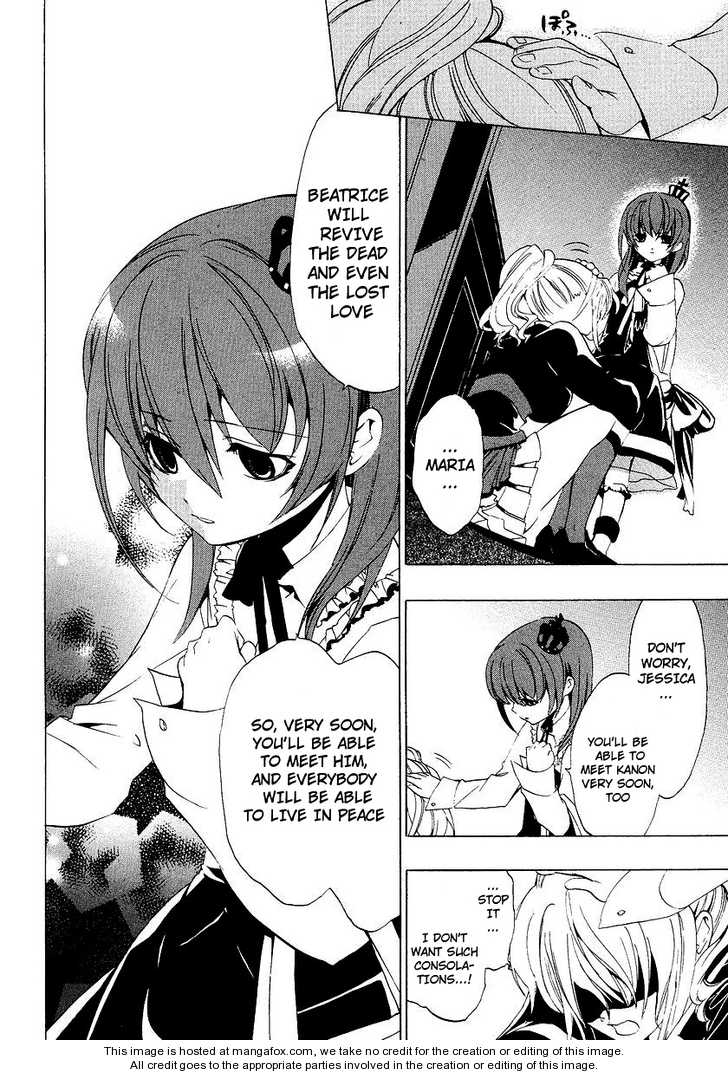 ぽふ…
...
MARIA
...
DON'T
WORRY,
JESSICA
...
YOU'LL BE
ABLE TO
MEET KANON
VERY SOON,
TOO
...
STOP
IT
...
I DON'T
WANT SUCH
CONSOLA-
TIONS...!
BEATRICE
WILL
REVIVE
THE DEAD
AND EVEN
THE LOST
LOVE
SO, VERY SOON,
YOU'LL BE ABLE
TO MEET HIM,
AND EVERYBODY
WILL BE ABLE
TO LIVE IN PEACE
This image is hosted at mangafox.com, we take no credit for the creation or editing of this image.
All credit goes to the appropriate parties involved in the creation or editing of this image.